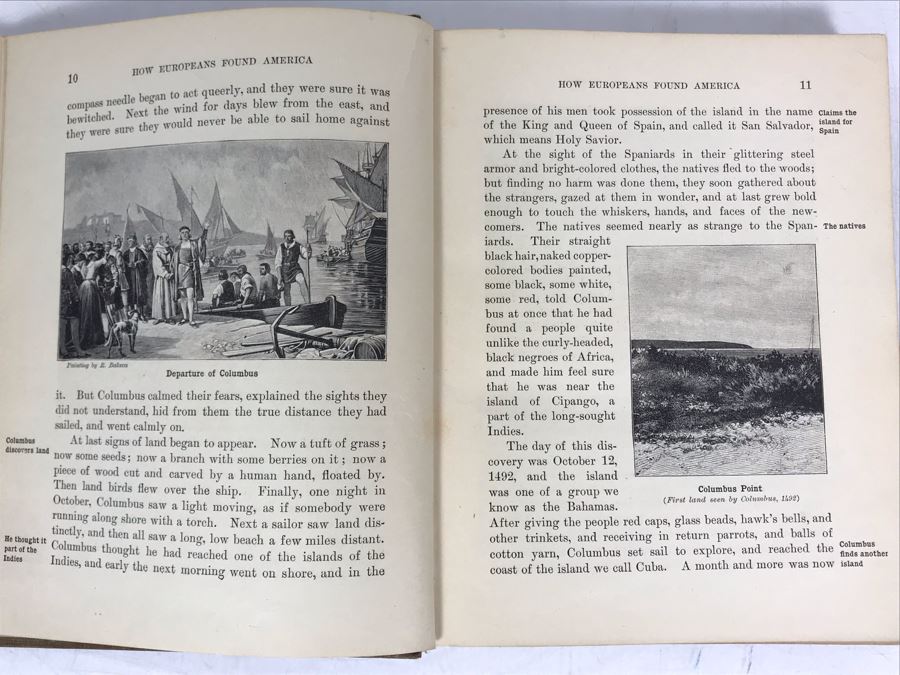 10
HOW EUROPEANS FOUND AMERICA
compass needle began to act queerly, and they were sure it was
bewitched. Next the wind for days blew from the east, and
they were sure they would never be able to sail home against
Painting by R. Balaca
Departure of Columbus
it. But Columbus calmed their fears, explained the sights they
did not understand, hid from them the true distance they had
sailed, and went calmly on.
Columbus
discovers land
At last signs of land began to appear. Now a tuft of grass;
now some seeds; now a branch with some berries on it; now a
piece of wood cut and carved by a human hand, floated by.
Then land birds flew over the ship. Finally, one night in
October, Columbus saw a light moving, as if somebody were
running along shore with a torch. Next a sailor saw land dis-
tinctly, and then all saw a long, low beach a few miles distant.
He thought it
part of the
Indies
Columbus thought he had reached one of the islands of the
Indies, and early the next morning went on shore, and in the
HOW EUROPEANS FOUND AMERICA
11
presence of his men took possession of the island in the name
of the King and Queen of Spain, and called it San Salvador,
which means Holy Savior.
Claims the
island for
Spain
At the sight of the Spaniards in their glittering steel
armor and bright-colored clothes, the natives fled to the woods;
but finding no harm was done them, they soon gathered about
the strangers, gazed at them in wonder, and at last grew bold
enough to touch the whiskers, hands, and faces of the new-
comers. The natives seemed nearly as strange to the Span-
The natives
iards. Their straight
black hair, naked copper-
colored bodies painted,
some black, some white,
some red, told Colum-
bus at once that he had
found a people quite
unlike the curly-headed,
black negroes of Africa,
and made him feel sure
that he was near the
island of Cipango, a
part of the long-sought
Indies.
The day of this dis-
covery was October 12,
1492, and the island
was one of a group we
know as the Bahamas.
Columbus Point
(First land seen by Columbus, 1492)
After giving the people red caps, glass beads, hawk's bells, and
other trinkets, and receiving in return parrots, and balls of
cotton yarn, Columbus set sail to explore, and reached the
coast of the island we call Cuba. A month and more was now
Columbus
finds another
island